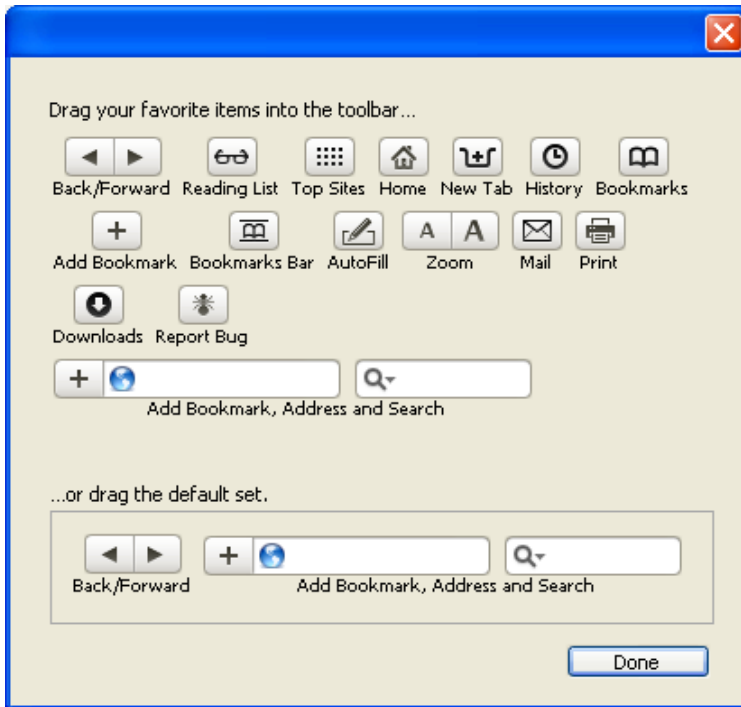 Drag your favorite items into the toolbar...
Back/Forward Reading List Top Sites Home New Tab History Bookmarks
A A
Add Bookmark Bookmarks Bar AutoFill Zoom Mail Print
Downloads Report Bug
Add Bookmark, Address and Search
...or drag the default set.
Back/Forward Add Bookmark, Address and Search
Done